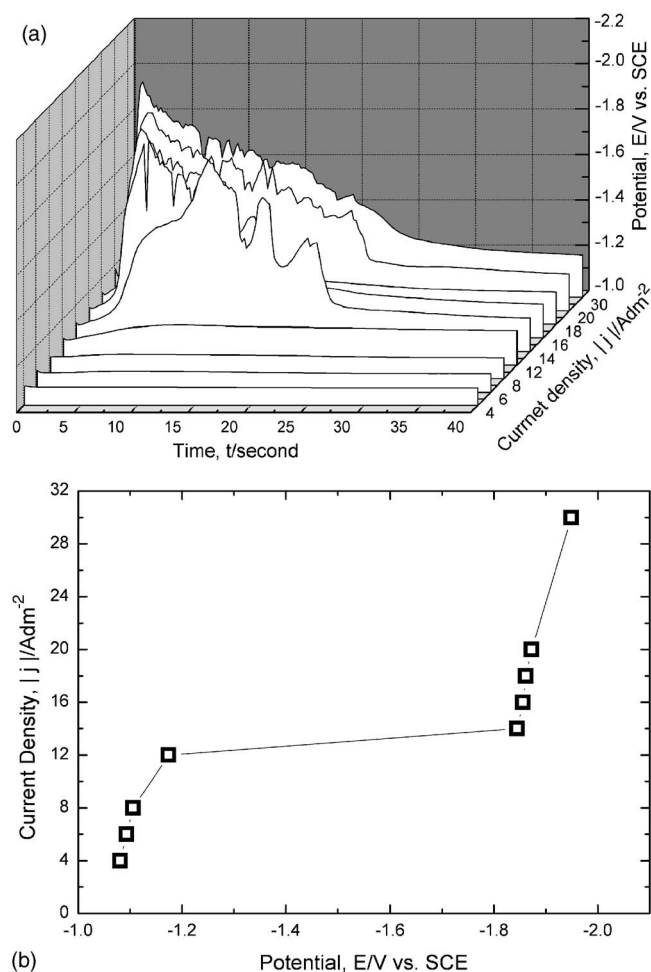 (a)
-2.2
-2.0
-1.8
-1.6
-1.4
-1.2
-1.0
Potential, E/V vs. SCE
0 5 10 15 20 25 30 35 40
Time, t/second
4 6 8 12 14 16 18 20 30
Currnet density, | j |/Adm-2
32
28
24
20
16
12
8
4
0
Current Density, | j |/Adm-2
-1.0 -1.2 -1.4 -1.6 -1.8 -2.0
Potential, E/V vs. SCE
(b)